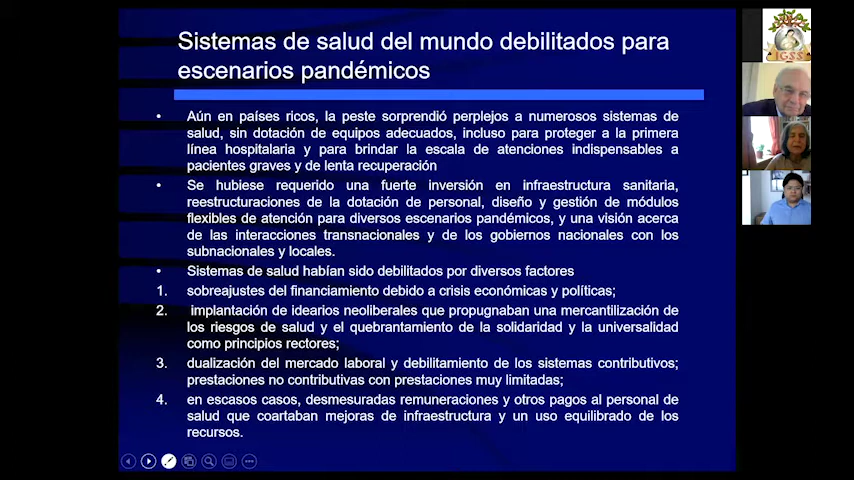 Sistemas de salud del mundo debilitados para
escenarios pandémicos
• Aún en países ricos, la peste sorprendió perplejos a numerosos sistemas de
salud, sin dotación de equipos adecuados, incluso para proteger a la primera
línea hospitalaria y para brindar la escala de atenciones indispensables a
pacientes graves y de lenta recuperación
• Se hubiese requerido una fuerte inversión en infraestructura sanitaria,
reestructuraciones de la dotación de personal, diseño y gestión de módulos
flexibles de atención para diversos escenarios pandémicos, y una visión acerca
de las interacciones transnacionales y de los gobiernos nacionales con los
subnacionales y locales.
• Sistemas de salud habían sido debilitados por diversos factores
1. sobreajustes del financiamiento debido a crisis económicas y políticas;
2. implantación de idearios neoliberales que propugnaban una mercantilización de
los riesgos de salud y el quebrantamiento de la solidaridad y la universalidad
como principios rectores;
3. dualización del mercado laboral y debilitamiento de los sistemas contributivos;
prestaciones no contributivas con prestaciones muy limitadas;
4. en escasos casos, desmesuradas remuneraciones y otros pagos al personal de
salud que coartaban mejoras de infraestructura y un uso equilibrado de los
recursos.
IGSS